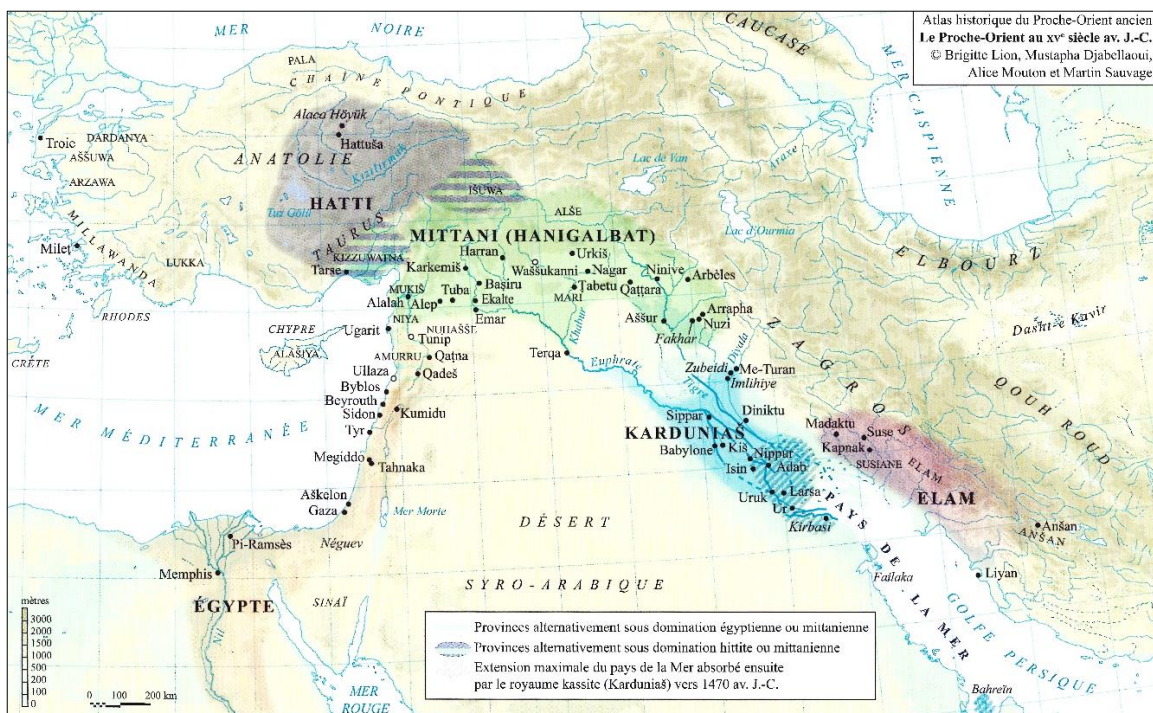 Atlas historique du Proche-Orient ancien
Le Proche-Orient au XVe siècle av. J.-C.
© Brigitte Lion, Mustapha Djabellaoui,
Alice Mouton et Martin Sauvage
MER NOIRE
CAUCASE
MER CASPIENNE
PALA
CHAÎNE PONTIQUE
Alaca Höyük
Hattuša
Troie
DARDANYA
AŠŠUWA
ARZAWA
ANATOLIE
Kızılırmak
Lac de Van
Araxe
IŠUWA
HATTI
Tuz Gölü
ALŠE
Lac d'Ourmia
MILLAWANDA
Milet
LUKKA
TAURUS
MITTANI (HANIGALBAT)
ELBOURZ
KIZZUWATNA
Harran
Urkiš
Tarse
Karkemiš
Waššukanni
Nagar
Ninive
Arbèles
RHODES
MUKIŠ
Tuba
Başiru
Tabetu
Qaṭṭara
Alalah
Alep
Ekalte
MARI
Arrapha
CHYPRE
NIYA
Emar
Aššur
Nuzi
Dasht-e Kavir
ALAŠIYA
Ugarit
NUHAŠŠE
Khabur
Fakhar
ZAGROS
CRÈTE
Tunip
AMURRU
Qaṭna
Terqa
Euphrate
Diyala
Ullaza
Qadeš
Zubeidi
Me-Turan
QOUH ROUD
Byblos
Tigre
Imlihiye
Beyrouth
Sidon
Kumidu
Diniktu
MER MÉDITERRANÉE
Sippar
Madaktu
Suse
Tyr
KARDUNIAŠ
Kapnak
Babylone
Kiš
Nippur
SUSIANE
ELAM
Megiddo
Tahnaka
Isin
Adab
ELAM
Aškelon
Uruk
Larsa
Gaza
Mer Morte
DÉSERT
Ur
PAYS DE LA MER
Kirbasi
Anšan
ANŠAN
Pi-Ramsès
Néguev
Memphis
SYRO-ARABIQUE
Failaka
Liyan
ÉGYPTE
SINAÏ
GOLFE PERSIQUE
Nil
MER ROUGE
Bahreïn
mètres
3000
2000
1500
1000
500
200
100
0
0 100 200 km
Provinces alternativement sous domination égyptienne ou mittanienne
Provinces alternativement sous domination hittite ou mittanienne
Extension maximale du pays de la Mer absorbé ensuite
par le royaume kassite (Karduniaš) vers 1470 av. J.-C.